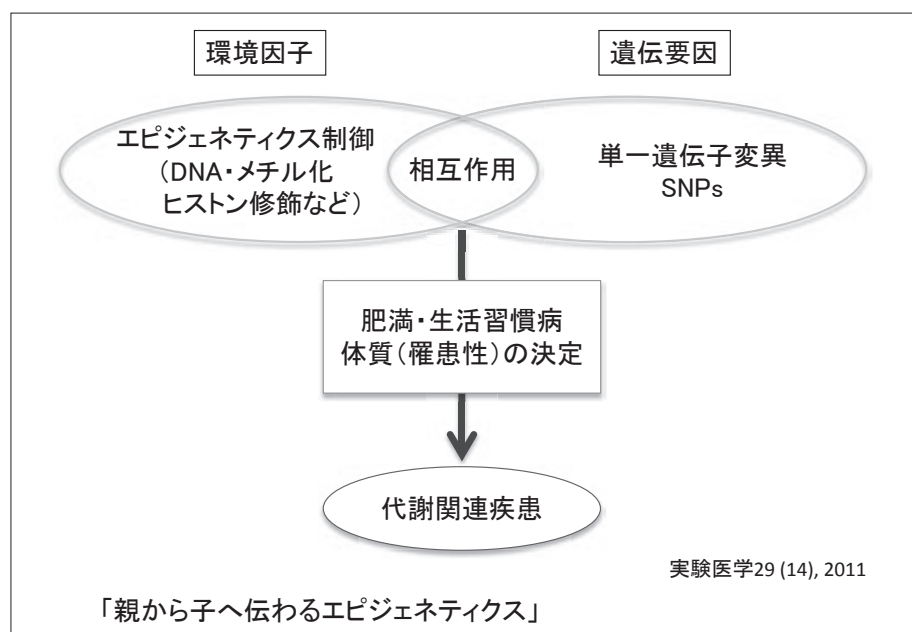 環境因子
遺伝要因
エピジェネティクス制御
（DNA・メチル化
ヒストン修飾など）
相互作用
単一遺伝子変異
SNPs
肥満・生活習慣病
体質（罹患性）の決定
代謝関連疾患
実験医学29 (14), 2011
「親から子へ伝わるエピジェネティクス」